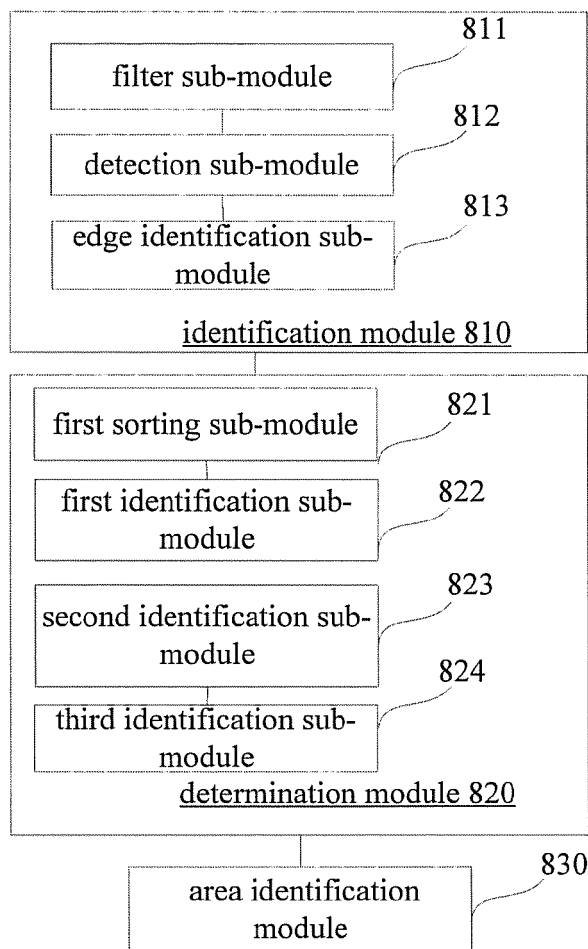 811
filter sub-module
812
detection sub-module
813
edge identification sub-
module
identification module 810
821
first sorting sub-module
822
first identification sub-
module
823
second identification sub-
module
824
third identification sub-
module
determination module 820
830
area identification
module